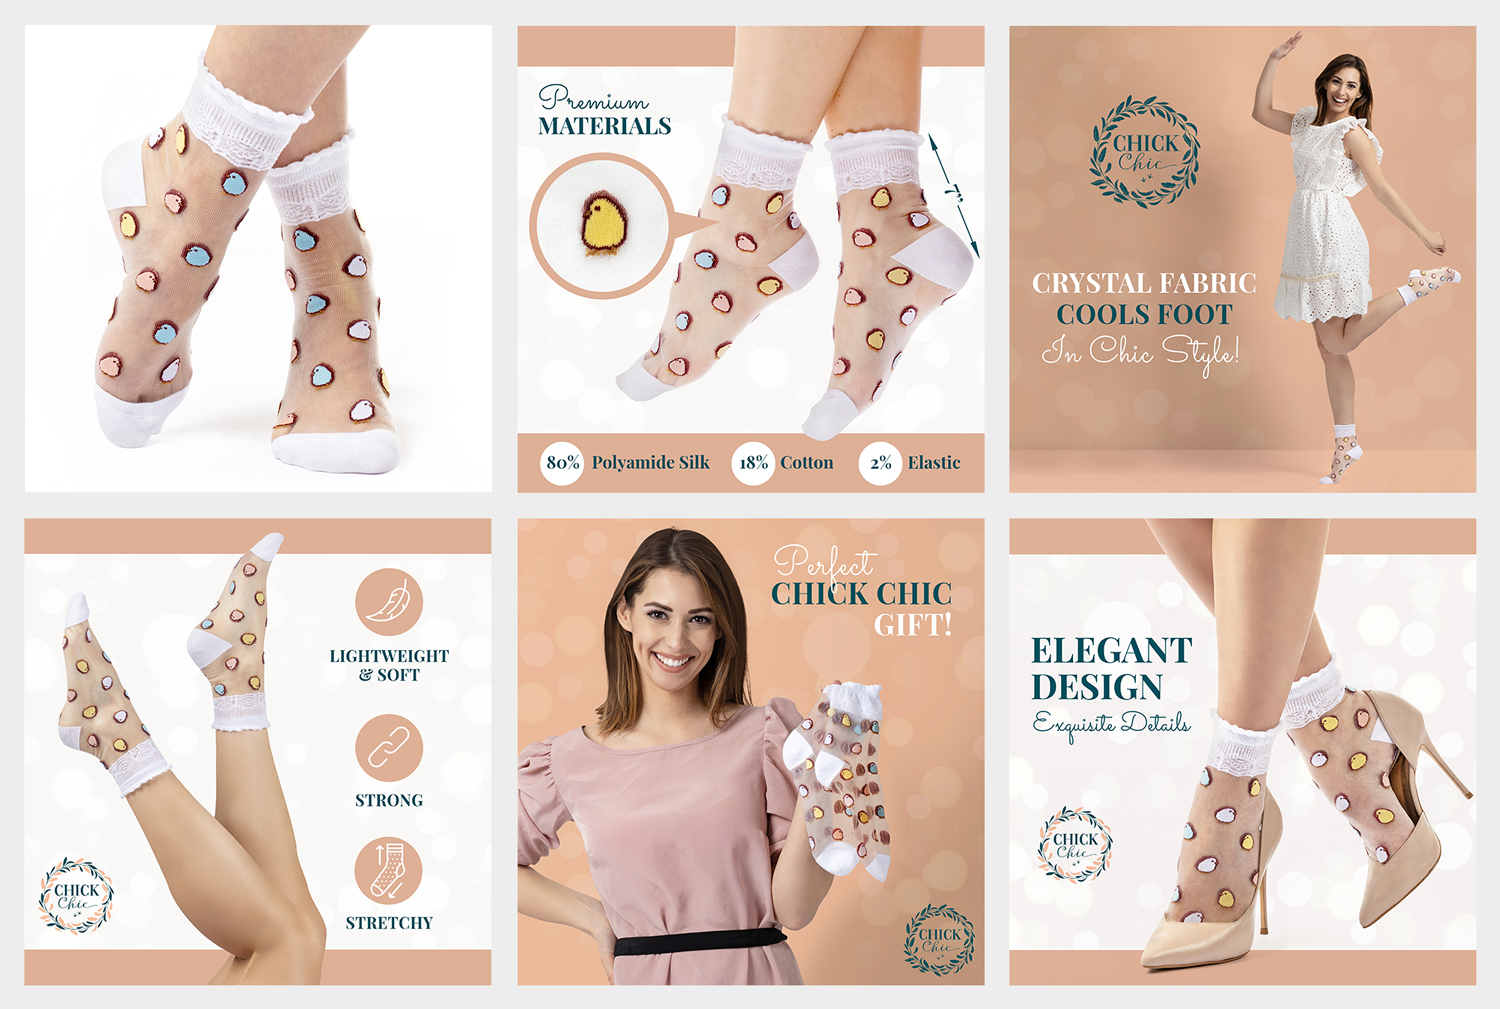 Premium
MATERIALS
7"
80% Polyamide Silk 18% Cotton 2% Elastic
CHICK
Chic
CRYSTAL FABRIC
COOLS FOOT
In Chic Style!
LIGHTWEIGHT
& SOFT
STRONG
STRETCHY
CHICK
Chic
Perfect
CHICK CHIC
GIFT!
CHICK
Chic
ELEGANT
DESIGN
Exquisite Details
CHICK
Chic